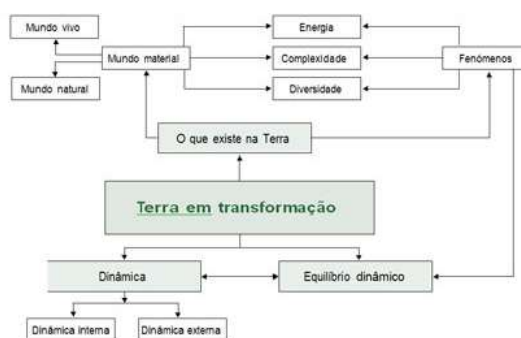 Mundo vivo
Energia
Mundo material
Complexidade
Fenómenos
Mundo natural
Diversidade
O que existe na Terra
Terra em transformação
Dinâmica
Equilíbrio dinâmico
Dinâmica interna
Dinâmica externa